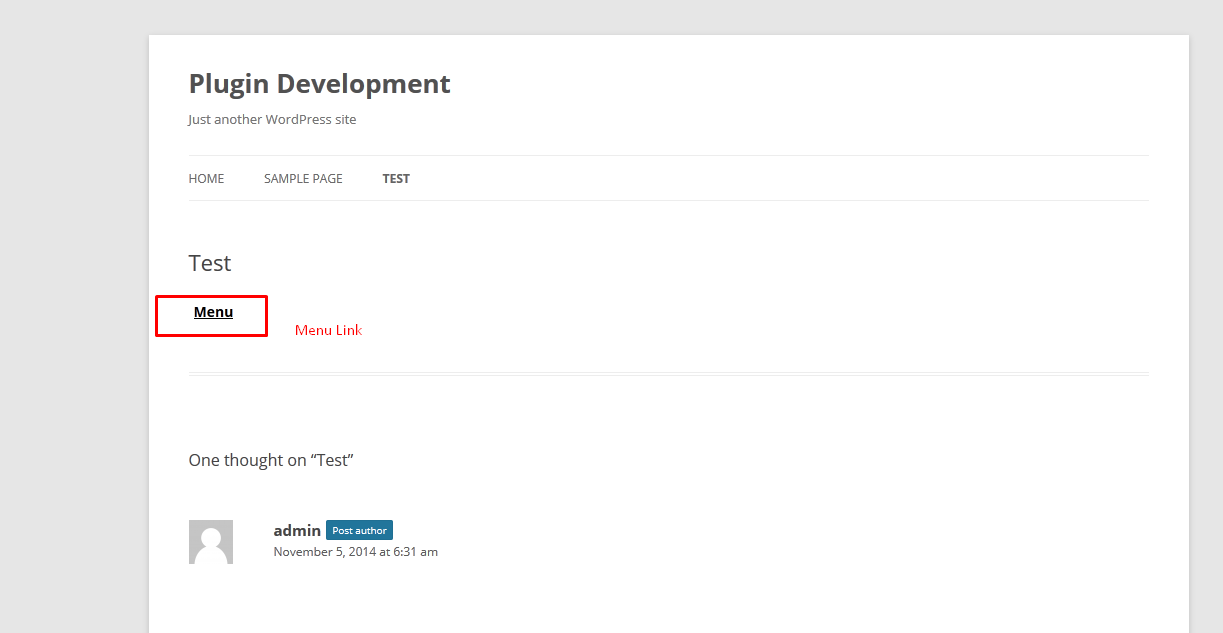 Plugin Development
Just another WordPress site
HOME SAMPLE PAGE TEST
Test
Menu
Menu Link
One thought on “Test”
admin Post author
November 5, 2014 at 6:31 am